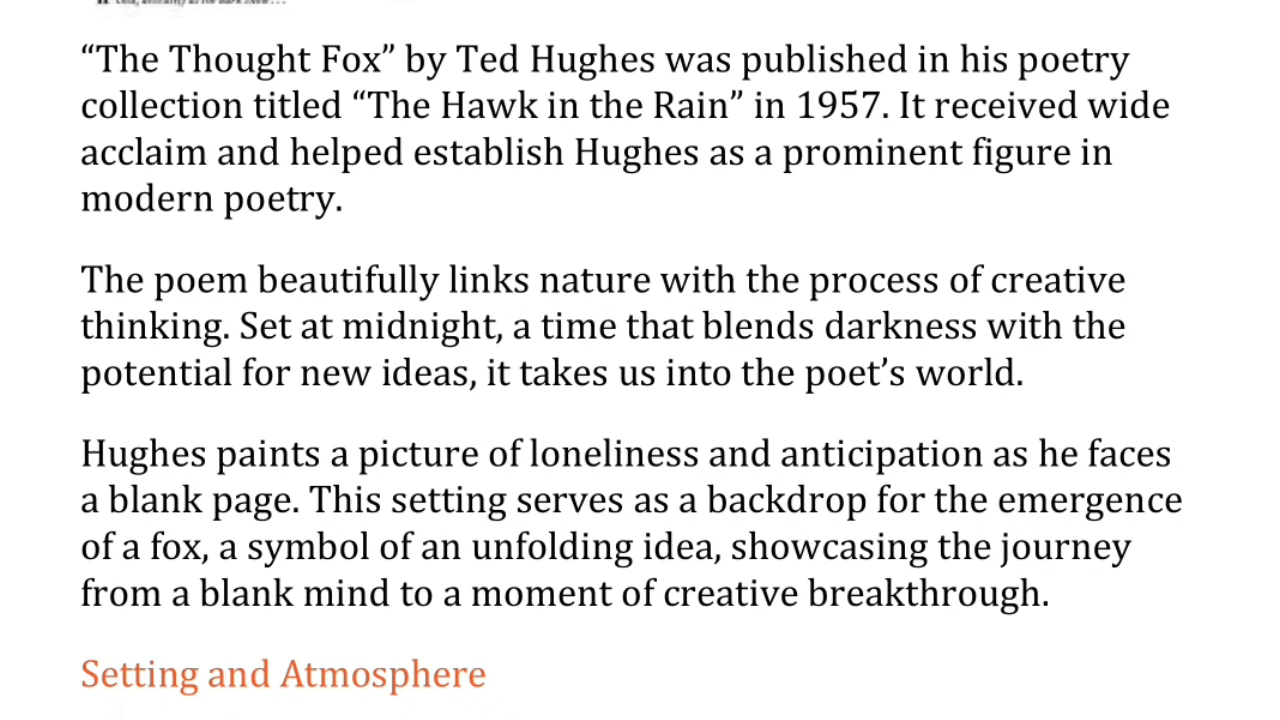 “The Thought Fox” by Ted Hughes was published in his poetry
collection titled “The Hawk in the Rain” in 1957. It received wide
acclaim and helped establish Hughes as a prominent figure in
modern poetry.
The poem beautifully links nature with the process of creative
thinking. Set at midnight, a time that blends darkness with the
potential for new ideas, it takes us into the poet’s world.
Hughes paints a picture of loneliness and anticipation as he faces
a blank page. This setting serves as a backdrop for the emergence
of a fox, a symbol of an unfolding idea, showcasing the journey
from a blank mind to a moment of creative breakthrough.
Setting and Atmosphere